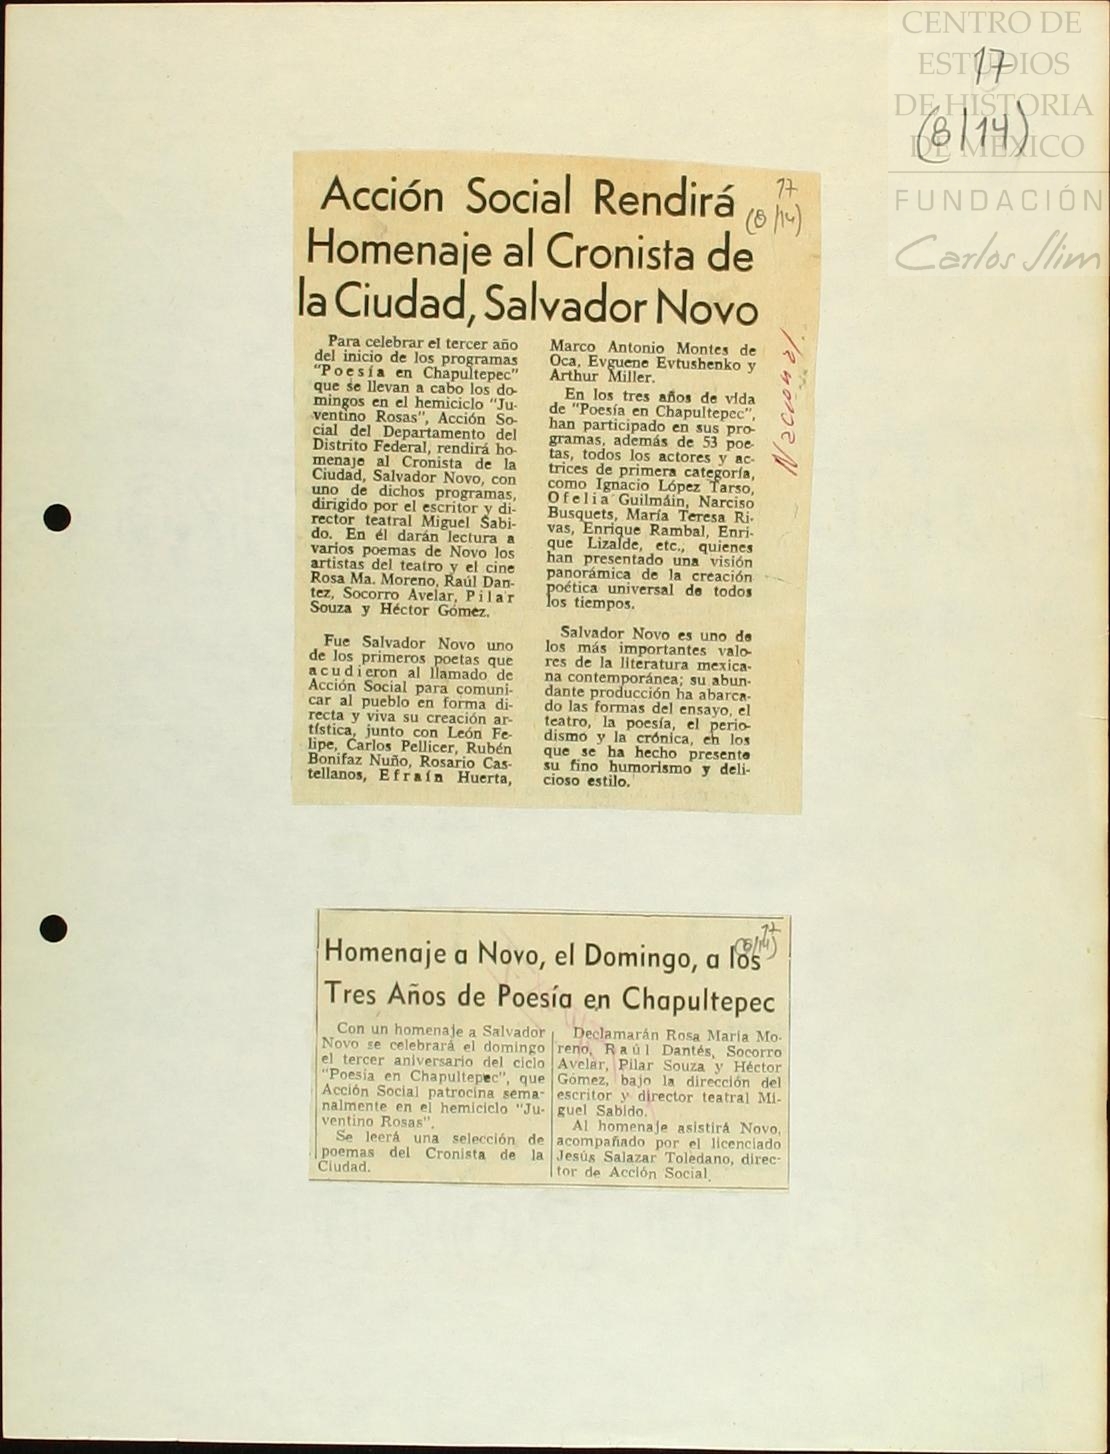 CENTRO DE
ESTUDIOS
DE HISTORIA
DE MÉXICO
FUNDACIÓN
Carlos Slim
17
(8/14)
17
(8/14)
Acción Social Rendirá
Homenaje al Cronista de
la Ciudad, Salvador Novo
Para celebrar el tercer año
del inicio de los programas
"Poesía en Chapultepec"
que se llevan a cabo los do-
mingos en el hemiciclo "Ju-
ventino Rosas", Acción So-
cial del Departamento del
Distrito Federal, rendirá ho-
menaje al Cronista de la
Ciudad, Salvador Novo, con
uno de dichos programas,
dirigido por el escritor y di-
rector teatral Miguel Sabi-
do. En él darán lectura a
varios poemas de Novo los
artistas del teatro y el cine
Rosa Ma. Moreno, Raúl Dan-
tez, Socorro Avelar, Pilar
Souza y Héctor Gómez.
Fue Salvador Novo uno
de los primeros poetas que
acudieron al llamado de
Acción Social para comuni-
car al pueblo en forma di-
recta y viva su creación ar-
tística, junto con León Fe-
lipe, Carlos Pellicer, Rubén
Bonifaz Nuño, Rosario Cas-
tellanos, Efraín Huerta,
Marco Antonio Montes de
Oca, Evguene Evtushenko y
Arthur Miller.
En los tres años de vida
de "Poesía en Chapultepec",
han participado en sus pro-
gramas, además de 53 poe-
tas, todos los actores y ac-
trices de primera categoría,
como Ignacio López Tarso,
Ofelia Guilmáin, Narciso
Busquets, María Teresa Ri-
vas, Enrique Rambal, Enri-
que Lizalde, etc., quienes
han presentado una visión
panorámica de la creación
poética universal de todos
los tiempos.
Salvador Novo es uno de
los más importantes valo-
res de la literatura mexica-
na contemporánea; su abun-
dante producción ha abarca-
do las formas del ensayo, el
teatro, la poesía, el perio-
dismo y la crónica, en los
que se ha hecho presente
su fino humorismo y deli-
cioso estilo.
Nacional
17
(8/14)
Homenaje a Novo, el Domingo, a los
Tres Años de Poesía en Chapultepec
Con un homenaje a Salvador
Novo se celebrará el domingo
el tercer aniversario del ciclo
"Poesía en Chapultepec", que
Acción Social patrocina sema-
nalmente en el hemiciclo "Ju-
ventino Rosas".
Se leerá una selección de
poemas del Cronista de la
Ciudad.
Declamarán Rosa María Mo-
reno, Raúl Dantés, Socorro
Avelar, Pilar Souza y Héctor
Gómez, bajo la dirección del
escritor y director teatral Mi-
guel Sabido.
Al homenaje asistirá Novo,
acompañado por el licenciado
Jesús Salazar Toledano, direc-
tor de Acción Social.